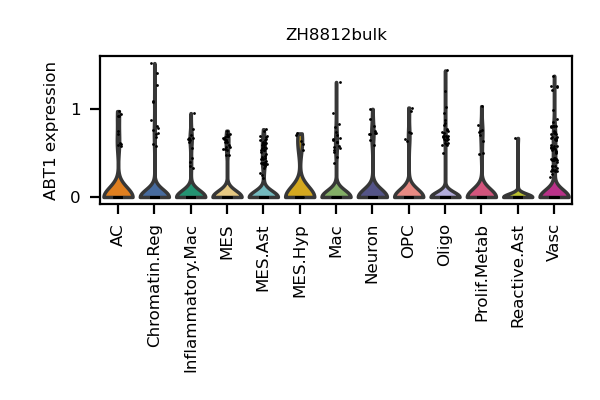 ZH8812bulk
ABT1 expression
1
0
AC
Chromatin.Reg
Inflammatory.Mac
MES
MES.Ast
MES.Hyp
Mac
Neuron
OPC
Oligo
Prolif.Metab
Reactive.Ast
Vasc